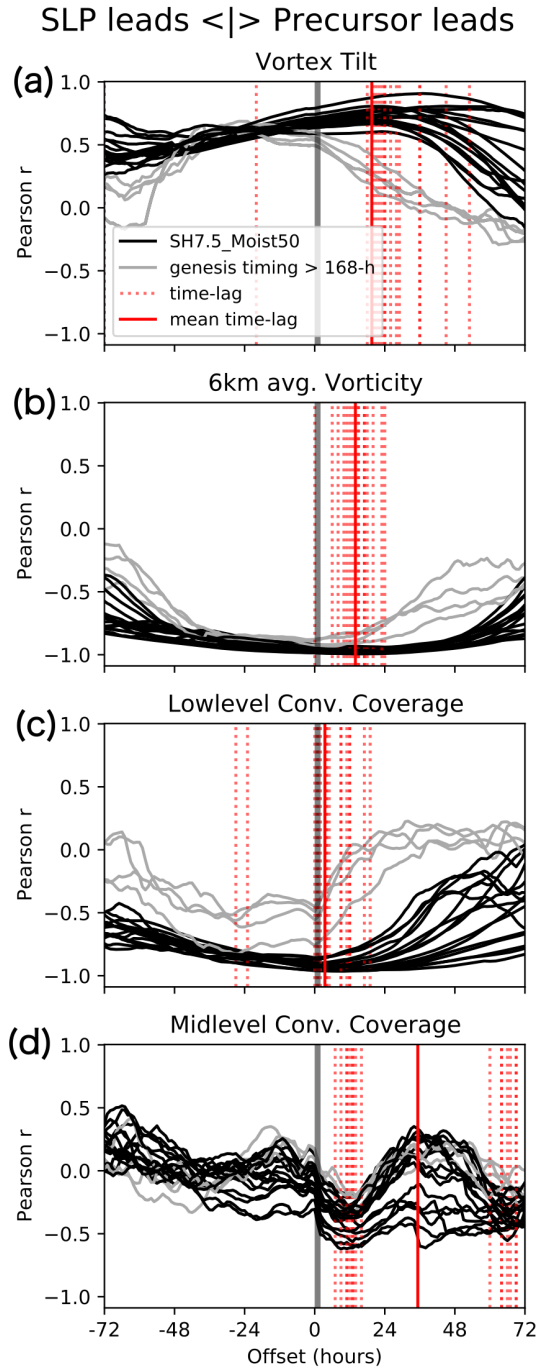 SLP leads <|> Precursor leads
(a)
Vortex Tilt
1.0
0.5
0.0
−0.5
−1.0
Pearson r
SH7.5_Moist50
genesis timing > 168-h
time-lag
mean time-lag
(b)
6km avg. Vorticity
1.0
0.5
0.0
−0.5
−1.0
Pearson r
(c)
Lowlevel Conv. Coverage
1.0
0.5
0.0
−0.5
−1.0
Pearson r
(d)
Midlevel Conv. Coverage
1.0
0.5
0.0
−0.5
−1.0
Pearson r
-72 -48 -24 0 24 48 72
Offset (hours)